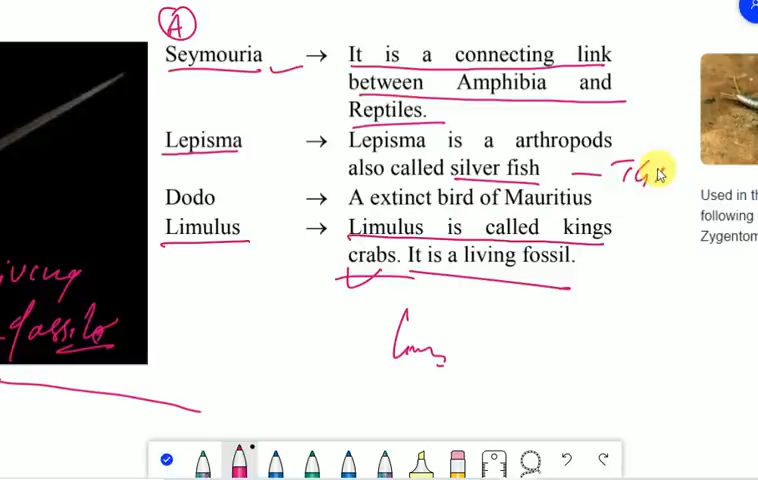 A
Seymouria → It is a connecting link
between Amphibia and
Reptiles.
Lepisma → Lepisma is a arthropods
also called silver fish — TG
Dodo → A extinct bird of Mauritius
Limulus → Limulus is called kings
crabs. It is a living fossil.
Used in th
following
Zygentom